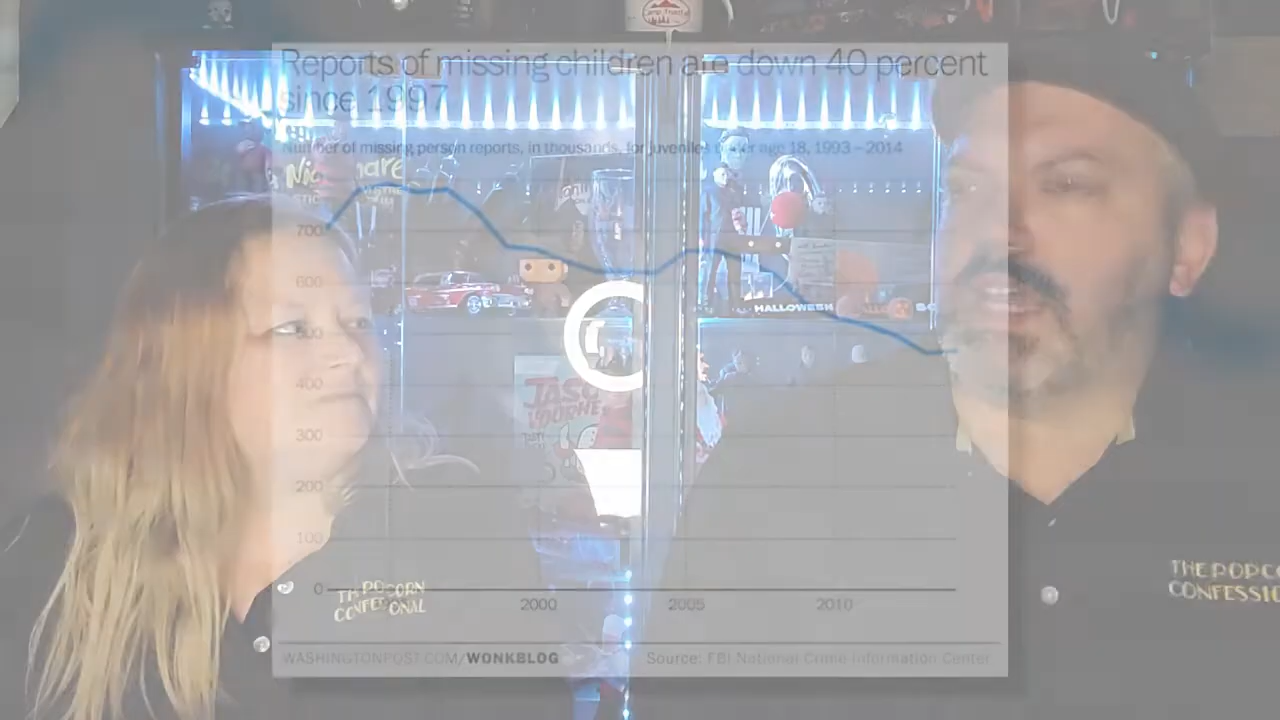 Camp Trusta
Reports of missing children are down 40 percent
since 1997
Number of missing person reports, in thousands, for juveniles under age 18, 1993–2014
700
600
HALLOWEEN
400
300
200
100
0
THE POPCORN
CONFESSIONAL
THE POPCO
CONFESSIO
2000
2005
2010
WASHINGTONPOST.COM/WONKBLOG
Source: FBI National Crime Information Center